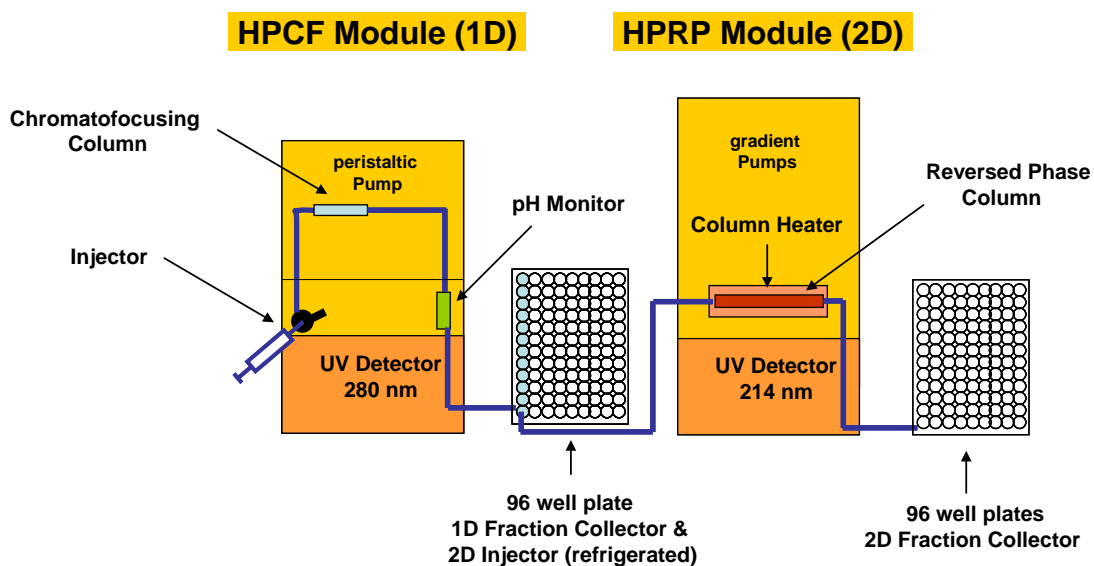 HPCF Module (1D)
HPRP Module (2D)
Chromatofocusing
Column
peristaltic
Pump
pH Monitor
Injector
UV Detector
280 nm
96 well plate
1D Fraction Collector &
2D Injector (refrigerated)
gradient
Pumps
Reversed Phase
Column
Column Heater
UV Detector
214 nm
96 well plates
2D Fraction Collector